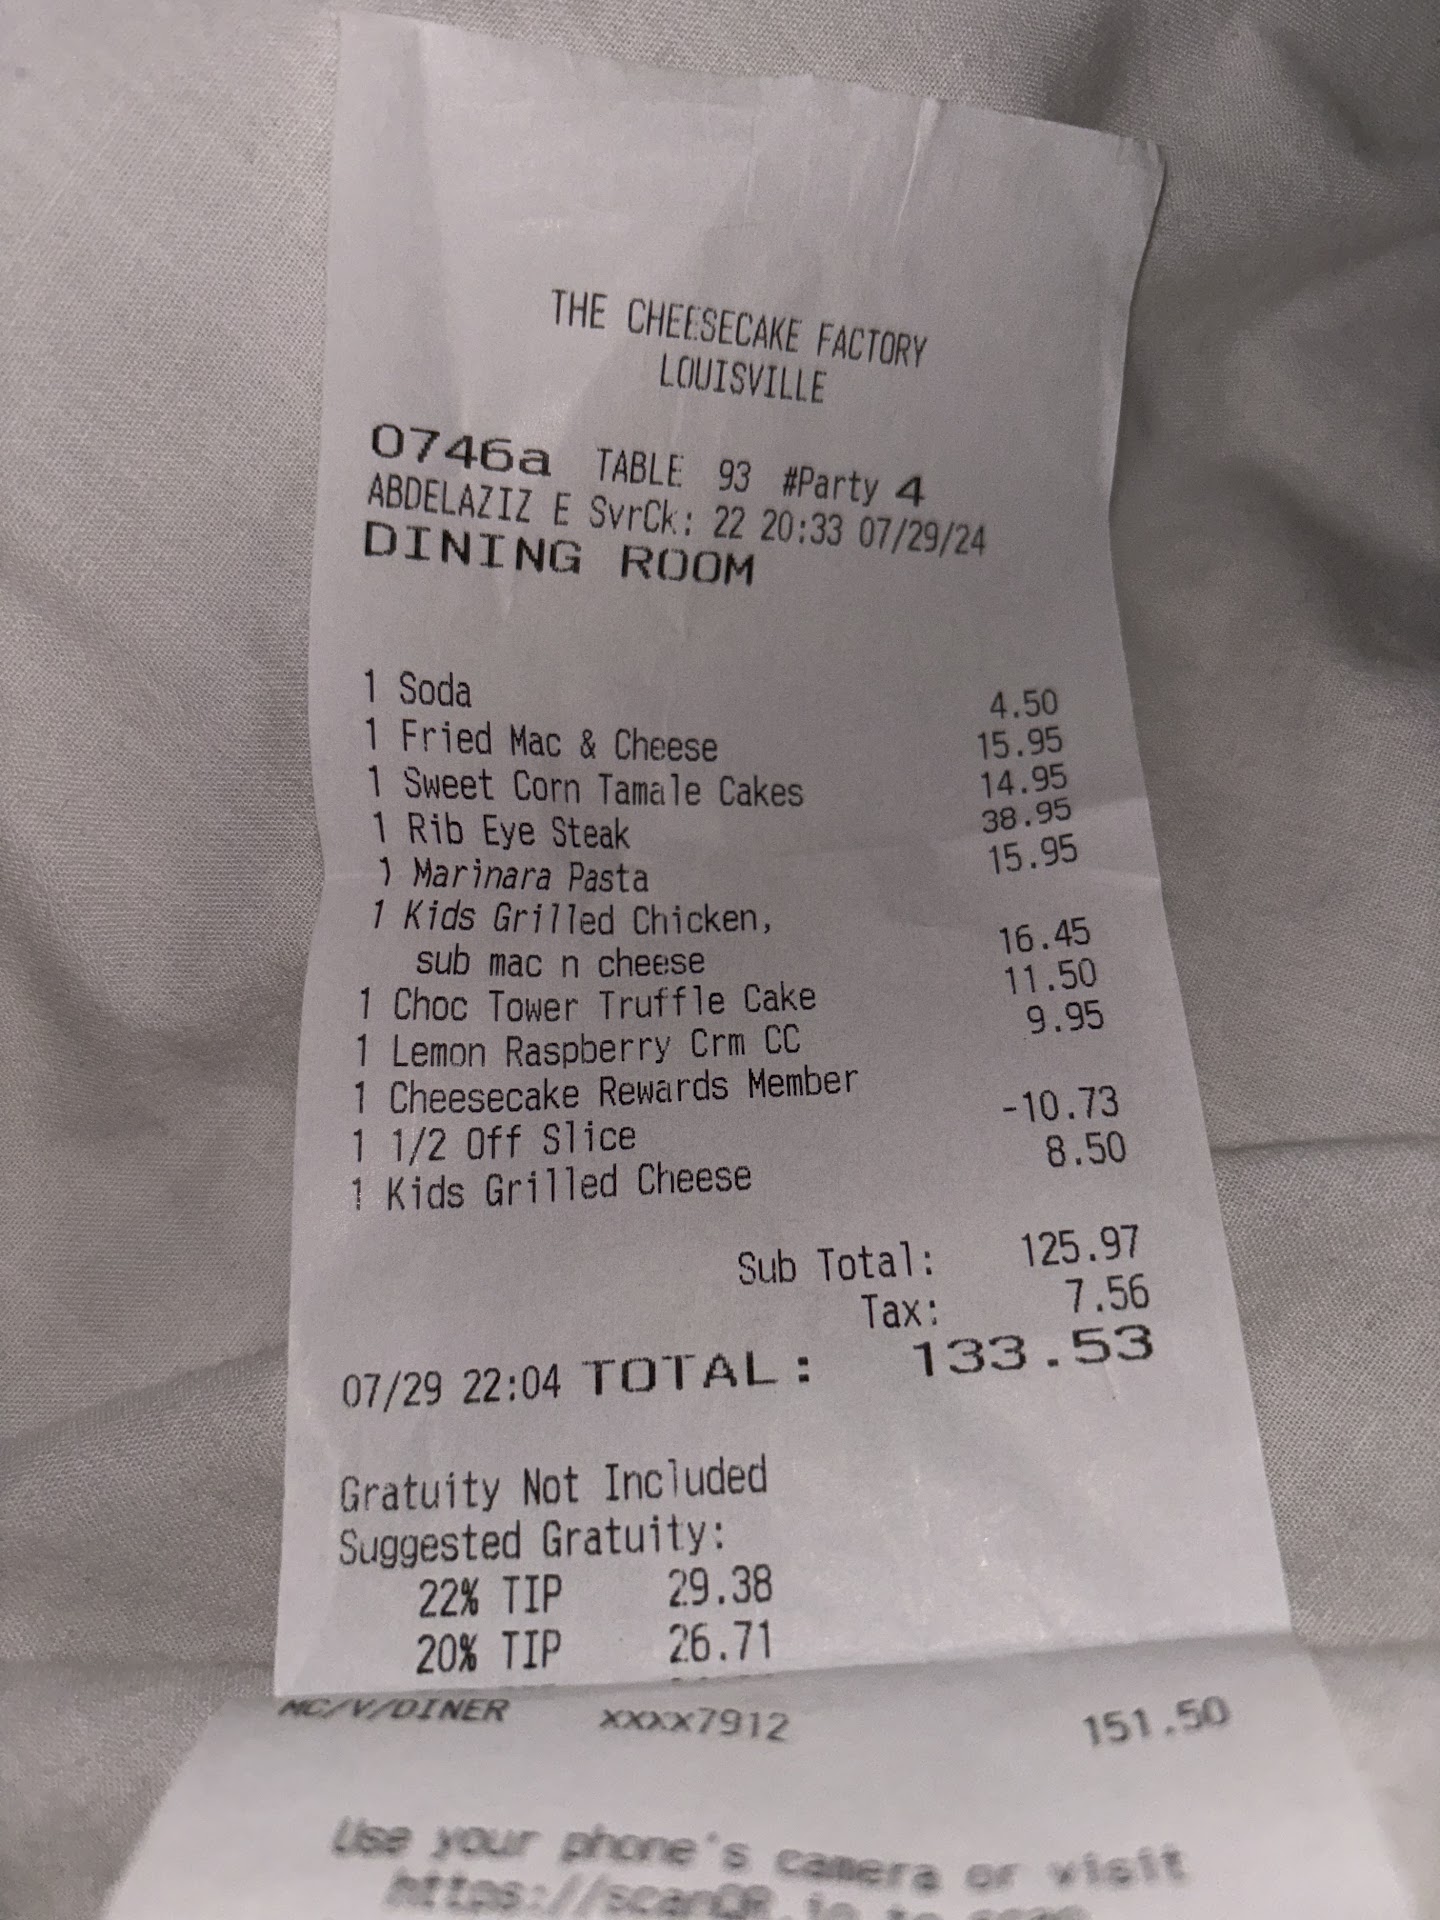 THE CHEESECAKE FACTORY
LOUISVILLE
0746a TABLE 93 #Party 4
ABDELAZIZ E SvrCk: 22 20:33 07/29/24
DINING ROOM
1 Soda 4.50
1 Fried Mac & Cheese 15.95
1 Sweet Corn Tamale Cakes 14.95
1 Rib Eye Steak 38.95
1 Marinara Pasta 15.95
1 Kids Grilled Chicken,
sub mac n cheese 16.45
1 Choc Tower Truffle Cake 11.50
1 Lemon Raspberry Crm CC 9.95
1 Cheesecake Rewards Member
1 1/2 Off Slice -10.73
1 Kids Grilled Cheese 8.50
Sub Total: 125.97
Tax: 7.56
07/29 22:04 TOTAL: 133.53
Gratuity Not Included
Suggested Gratuity:
22% TIP 29.38
20% TIP 26.71
MC/V/DINER XXXX7912 151.50
Use your phone's camera or visit
https://scanQR.io to